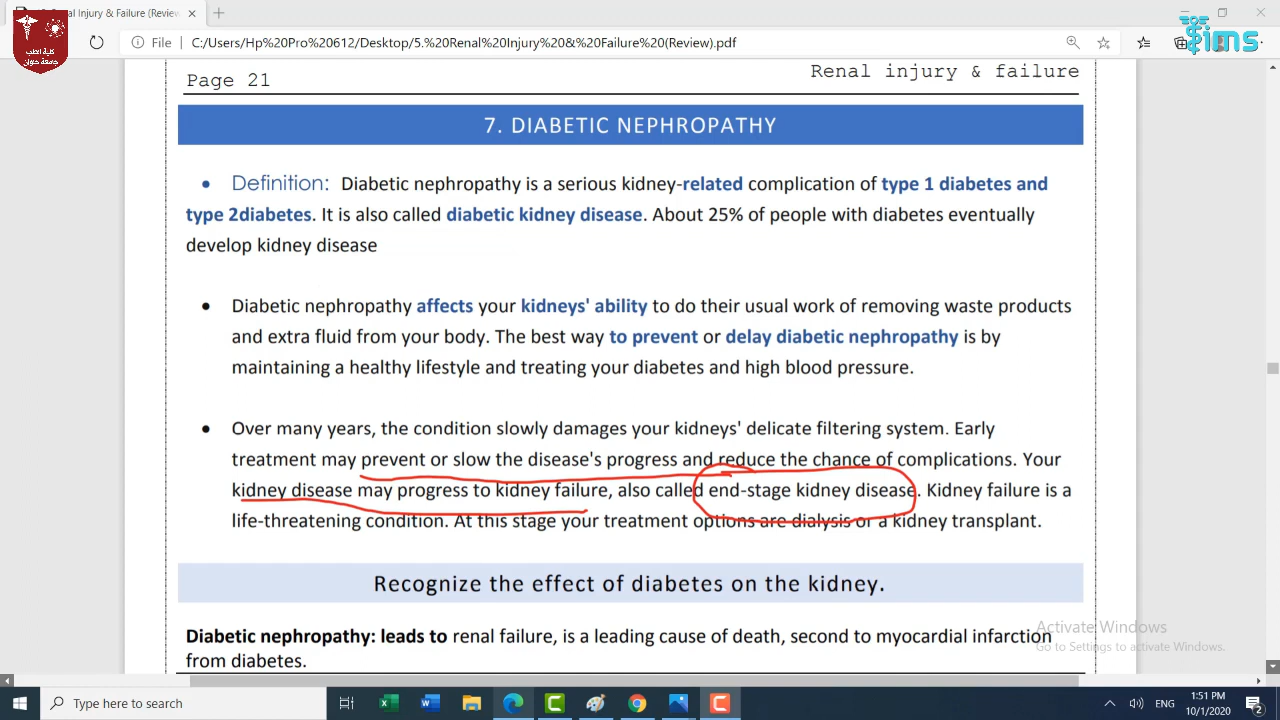 Renal Injury & Failure (Review
File C:/Users/Hp%20Pro%20612/Desktop/5.%20Renal%20Injury%20&%20Failure%20(Review).pdf
كلية الطب
جامعة حلوان
SIMS
Page 21
Renal injury & failure
7. DIABETIC NEPHROPATHY
• Definition: Diabetic nephropathy is a serious kidney-related complication of type 1 diabetes and
type 2diabetes. It is also called diabetic kidney disease. About 25% of people with diabetes eventually
develop kidney disease
• Diabetic nephropathy affects your kidneys' ability to do their usual work of removing waste products
and extra fluid from your body. The best way to prevent or delay diabetic nephropathy is by
maintaining a healthy lifestyle and treating your diabetes and high blood pressure.
• Over many years, the condition slowly damages your kidneys' delicate filtering system. Early
treatment may prevent or slow the disease's progress and reduce the chance of complications. Your
kidney disease may progress to kidney failure, also called end-stage kidney disease. Kidney failure is a
life-threatening condition. At this stage your treatment options are dialysis or a kidney transplant.
Recognize the effect of diabetes on the kidney.
Diabetic nephropathy: leads to renal failure, is a leading cause of death, second to myocardial infarction
from diabetes.
Activate Windows
Go to Settings to activate Windows.
Type here to search
ENG
1:51 PM
10/1/2020
2